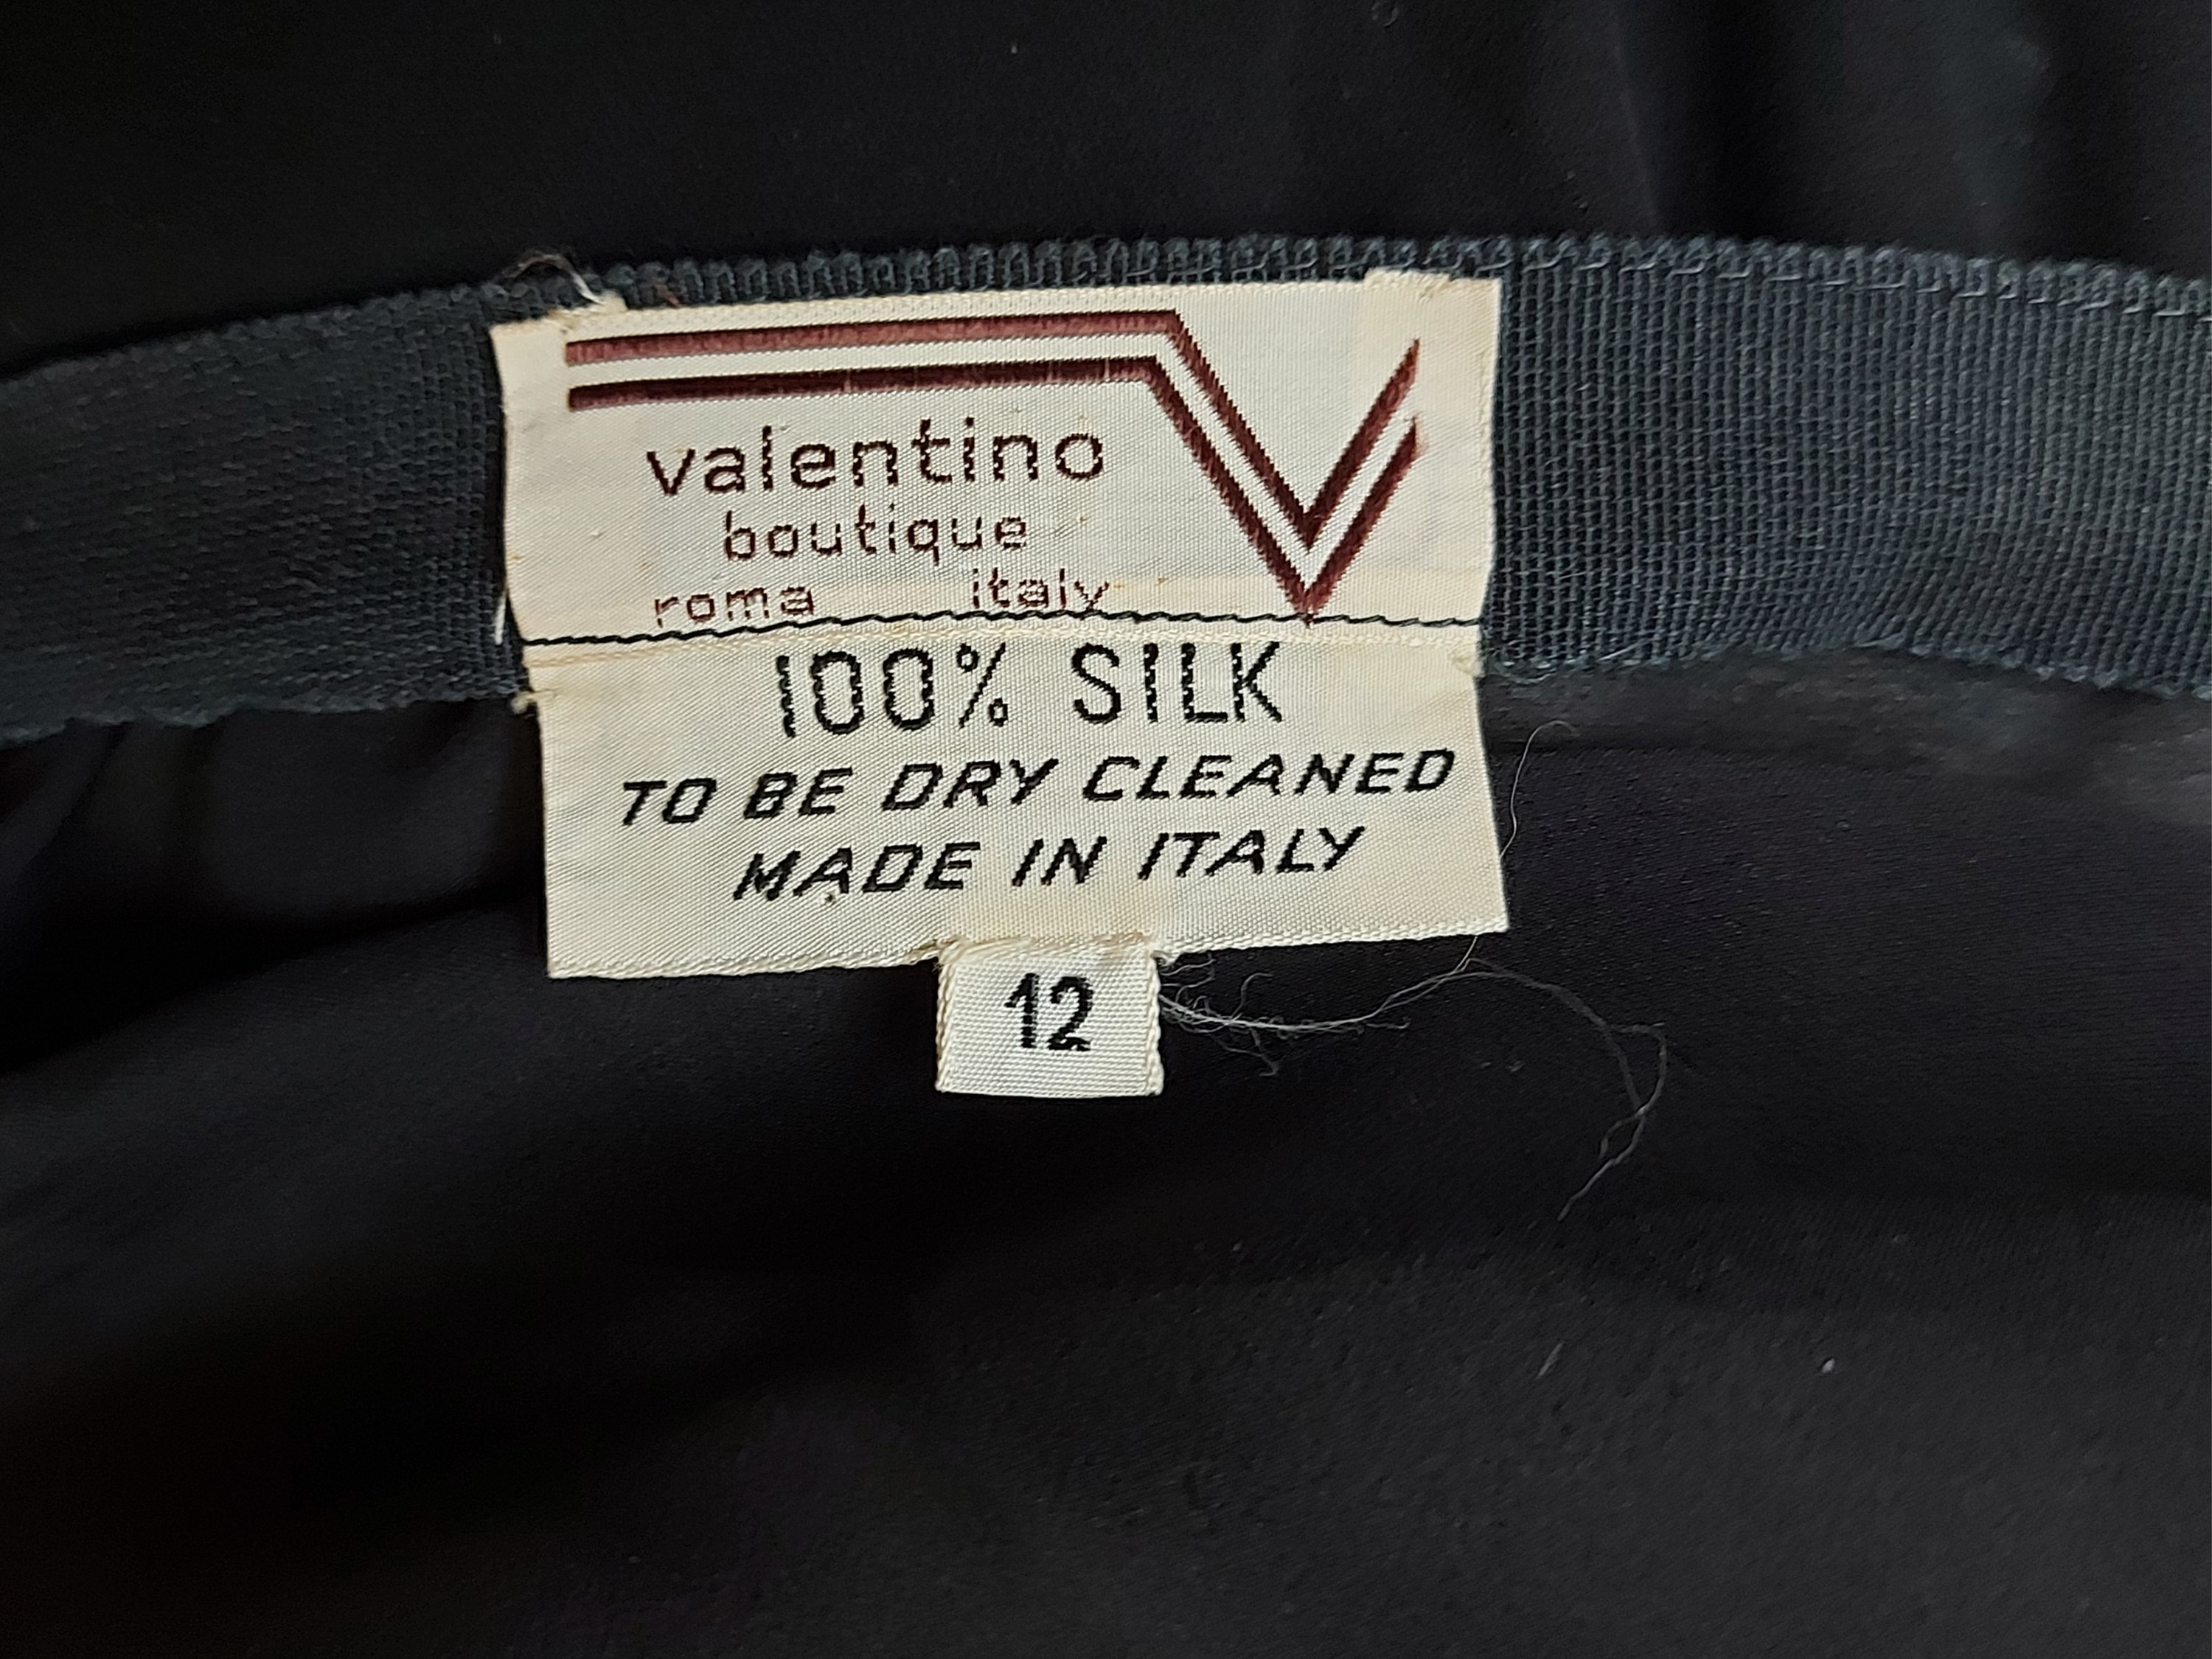 valentino
boutique
roma italy
100% SILK
TO BE DRY CLEANED
MADE IN ITALY
12